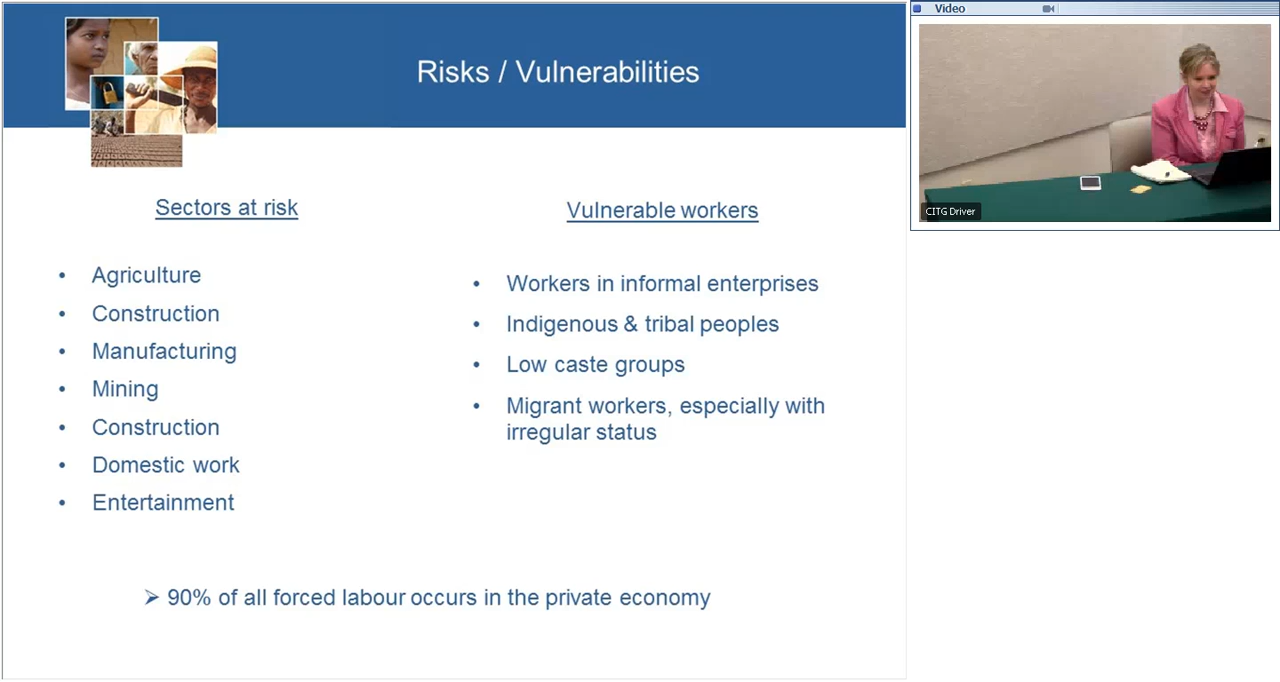 Risks / Vulnerabilities
Sectors at risk
• Agriculture
• Construction
• Manufacturing
• Mining
• Construction
• Domestic work
• Entertainment
Vulnerable workers
• Workers in informal enterprises
• Indigenous & tribal peoples
• Low caste groups
• Migrant workers, especially with
irregular status
➢ 90% of all forced labour occurs in the private economy
Video
CITG Driver